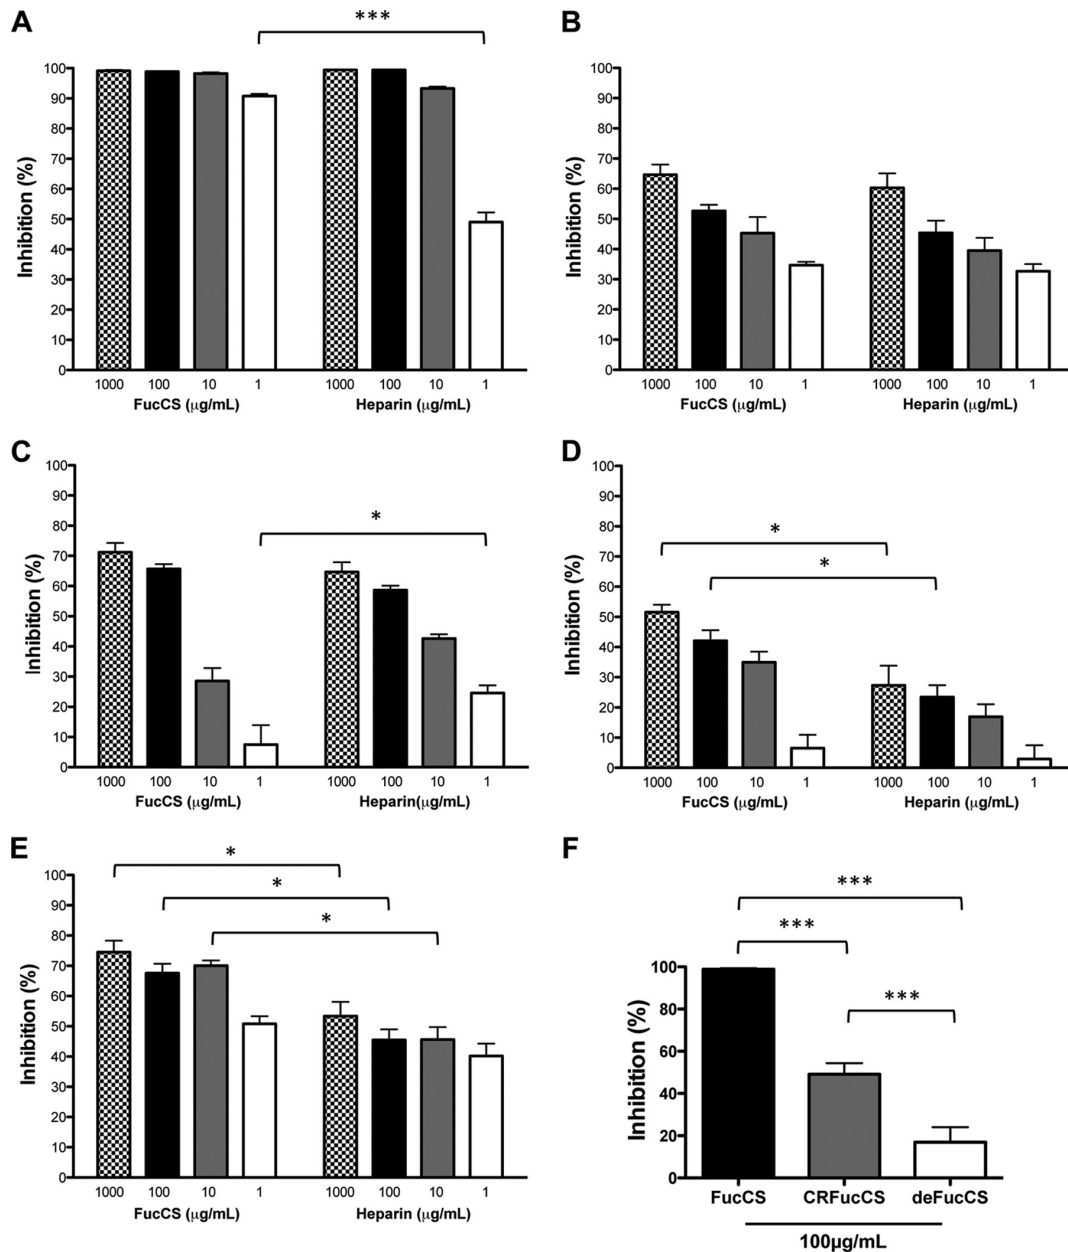 A
***
Inhibition (%)
100
90
80
70
60
50
40
30
20
10
0
1000 100 10 1 1000 100 10 1
FucCS (µg/mL) Heparin (µg/mL)
B
Inhibition (%)
100
90
80
70
60
50
40
30
20
10
0
1000 100 10 1 1000 100 10 1
FucCS (µg/mL) Heparin (µg/mL)
C
*
Inhibition (%)
100
90
80
70
60
50
40
30
20
10
0
1000 100 10 1 1000 100 10 1
FucCS (µg/mL) Heparin(µg/mL)
D
*
*
Inhibition (%)
100
90
80
70
60
50
40
30
20
10
0
1000 100 10 1 1000 100 10 1
FucCS (µg/mL) Heparin (µg/mL)
E
*
*
*
Inhibition (%)
100
90
80
70
60
50
40
30
20
10
0
1000 100 10 1 1000 100 10 1
FucCS (µg/mL) Heparin (µg/mL)
F
***
***
***
Inhibition (%)
100
80
60
40
20
0
FucCS CRFucCS deFucCS
100µg/mL